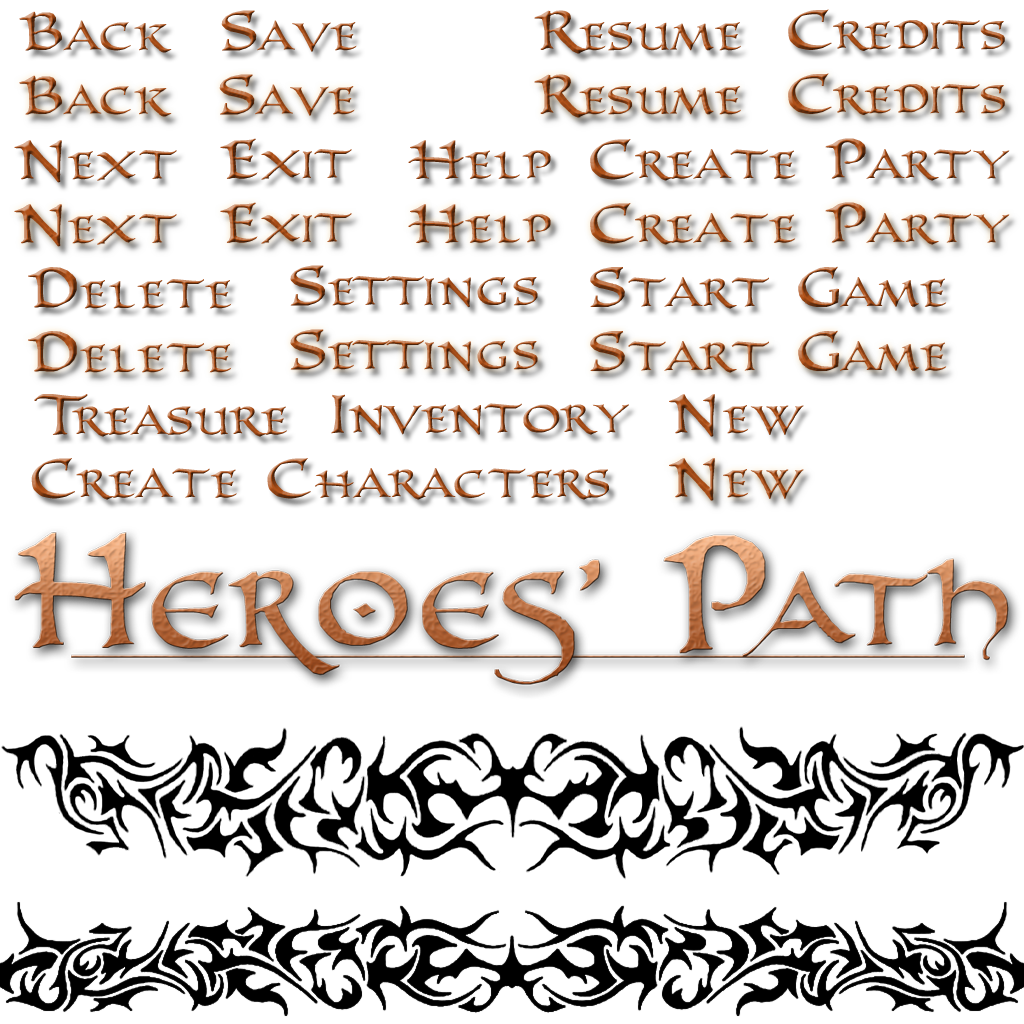 Back Save Resume Credits
Back Save Resume Credits
Next Exit Help Create Party
Next Exit Help Create Party
Delete Settings Start Game
Delete Settings Start Game
Treasure Inventory New
Create Characters New
Heroes' Path